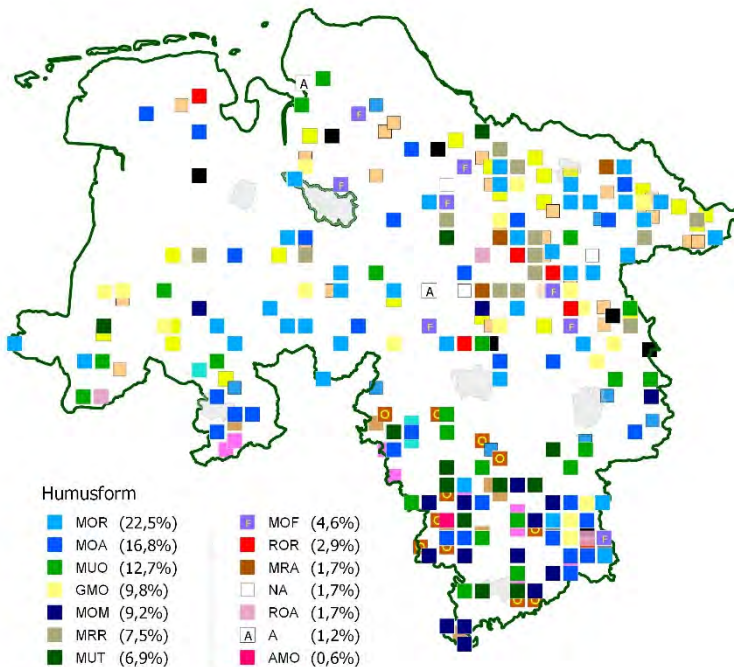 Humusform
MOR (22,5%)
MOA (16,8%)
MUO (12,7%)
GMO (9,8%)
MOM (9,2%)
MRR (7,5%)
MUT (6,9%)
F MOF (4,6%)
ROR (2,9%)
MRA (1,7%)
NA (1,7%)
ROA (1,7%)
A A (1,2%)
AMO (0,6%)
A
F
F
F
F
A
F
F
F
O
O
O
O
O
O
O
O
O
O
O
F